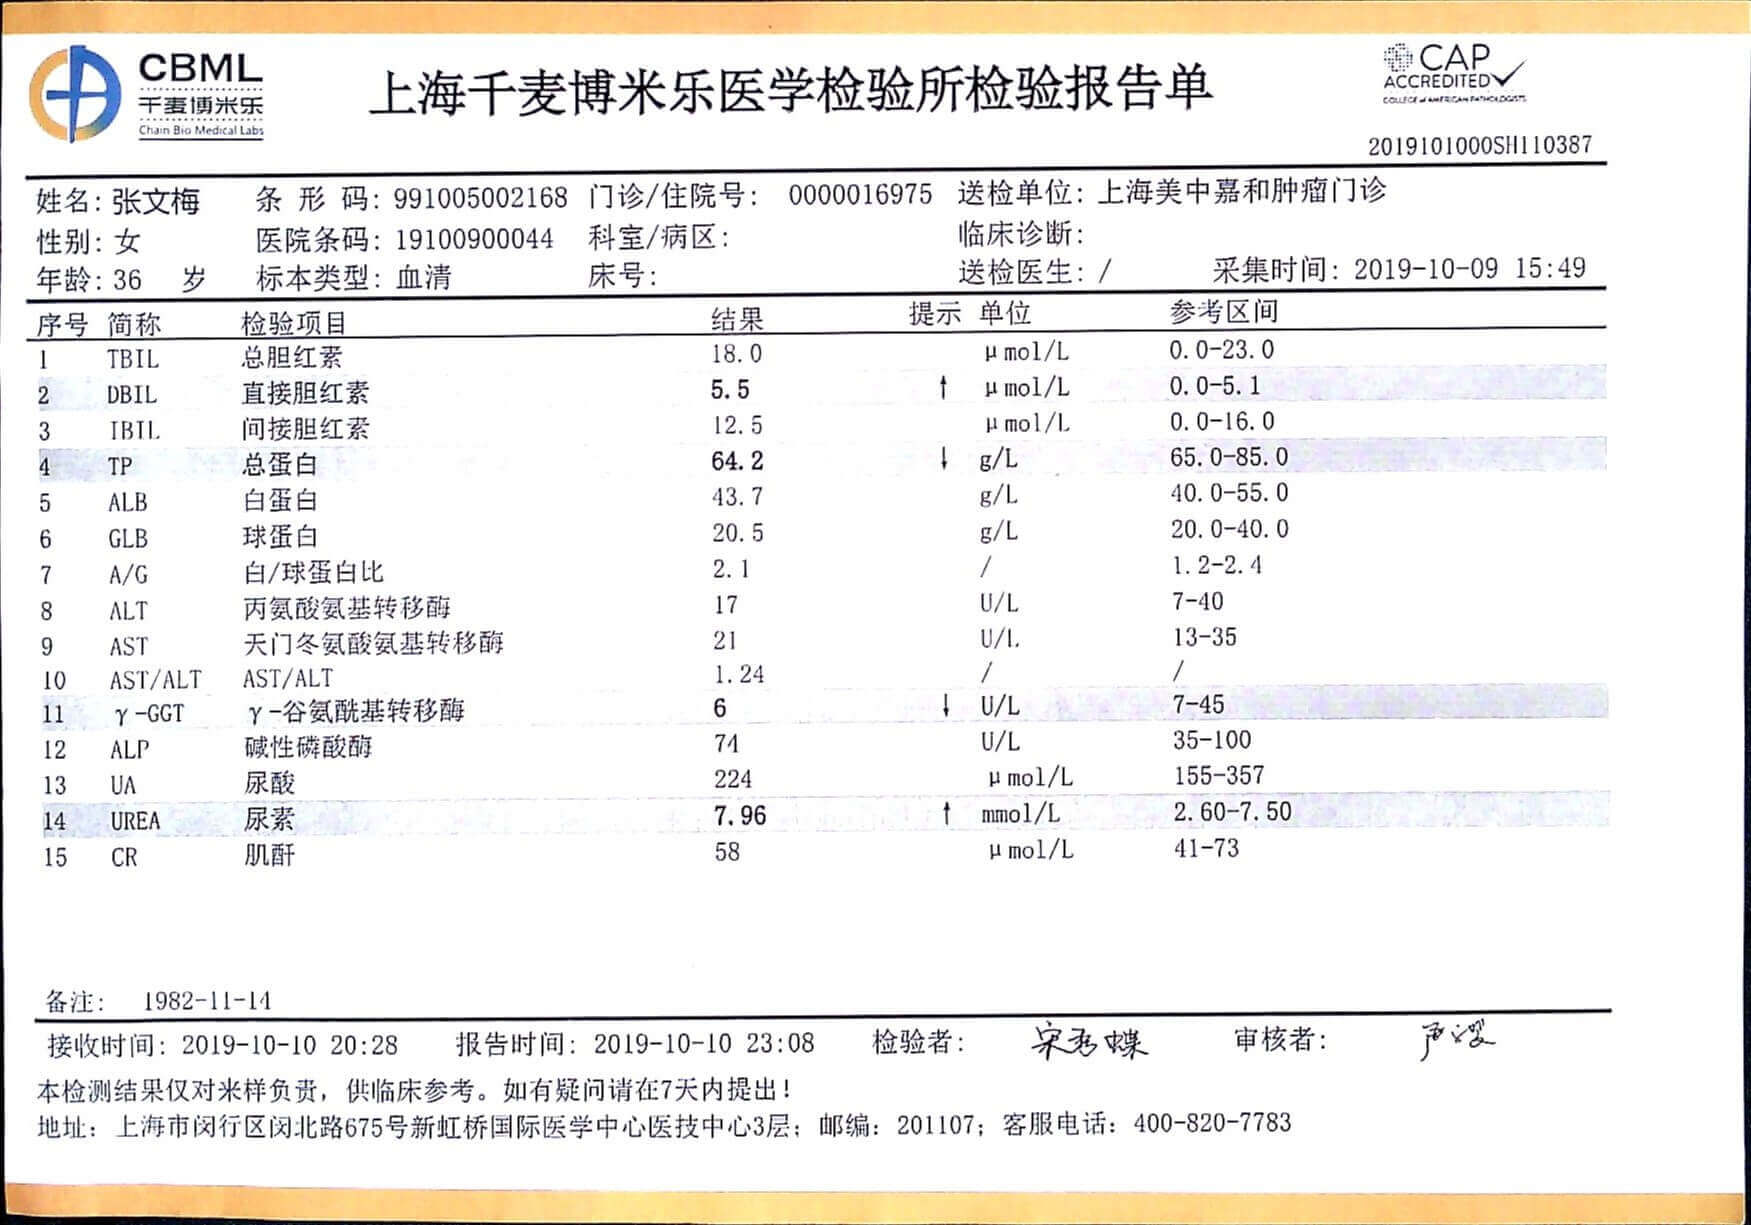 CBML
千麦博米乐
Chain Bio Medical Labs
上海千麦博米乐医学检验所检验报告单
CAP
ACCREDITED
COLLEGE of AMERICAN PATHOLOGISTS
2019101000SH110387
姓名: 张文梅 条形码: 991005002168 门诊/住院号: 0000016975 送检单位: 上海美中嘉和肿瘤门诊
性别: 女 医院条码: 19100900044 科室/病区: 临床诊断:
年龄: 36 岁 标本类型: 血清 床号: 送检医生: / 采集时间: 2019-10-09 15:49
序号 简称 检验项目 结果 提示 单位 参考区间
1 TBIL 总胆红素 18.0 μmol/L 0.0-23.0
2 DBIL 直接胆红素 5.5 ↑ μmol/L 0.0-5.1
3 IBIL 间接胆红素 12.5 μmol/L 0.0-16.0
4 TP 总蛋白 64.2 ↓ g/L 65.0-85.0
5 ALB 白蛋白 43.7 g/L 40.0-55.0
6 GLB 球蛋白 20.5 g/L 20.0-40.0
7 A/G 白/球蛋白比 2.1 / 1.2-2.4
8 ALT 丙氨酸氨基转移酶 17 U/L 7-40
9 AST 天门冬氨酸氨基转移酶 21 U/L 13-35
10 AST/ALT AST/ALT 1.24 / /
11 γ-GGT γ-谷氨酰基转移酶 6 ↓ U/L 7-45
12 ALP 碱性磷酸酶 74 U/L 35-100
13 UA 尿酸 224 μmol/L 155-357
14 UREA 尿素 7.96 ↑ mmol/L 2.60-7.50
15 CR 肌酐 58 μmol/L 41-73
备注: 1982-11-14
接收时间: 2019-10-10 20:28 报告时间: 2019-10-10 23:08 检验者: 宋秀蝶 审核者:
本检测结果仅对来样负责，供临床参考。如有疑问请在7天内提出！
地址：上海市闵行区闵北路675号新虹桥国际医学中心医技中心3层；邮编：201107；客服电话：400-820-7783